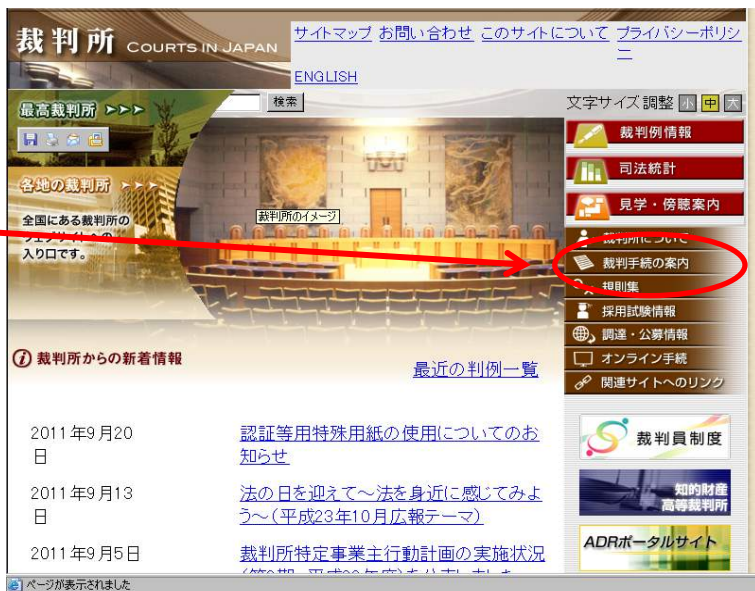 裁判所 COURTS IN JAPAN
サイトマップ お問い合わせ このサイトについて プライバシーポリシ
ー
ENGLISH
最高裁判所 >>>
検索
文字サイズ調整 小 中 大
裁判例情報
司法統計
見学・傍聴案内
各地の裁判所 >>>
全国にある裁判所の
ウェブサイトへの
入り口です。
裁判所のイメージ
裁判所について
裁判手続の案内
規則集
採用試験情報
調達・公募情報
オンライン手続
関連サイトへのリンク
裁判所からの新着情報
最近の判例一覧
2011年9月20
日
認証等用特殊用紙の使用についてのお
知らせ
2011年9月13
日
法の日を迎えて~法を身近に感じてみよ
う~(平成23年10月広報テーマ)
2011年9月5日
裁判所特定事業主行動計画の実施状況
裁判員制度
知的財産
高等裁判所
ADRポータルサイト
ページが表示されました